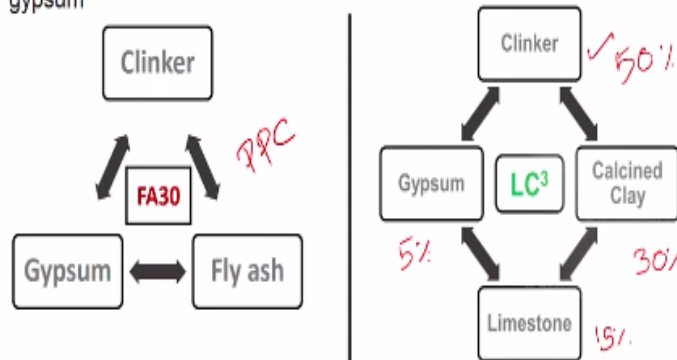 gypsum
Clinker
PPC
FA30
Gypsum
Fly ash
Clinker
50%
Gypsum
LC³
Calcined
Clay
5%
30%
Limestone
15%